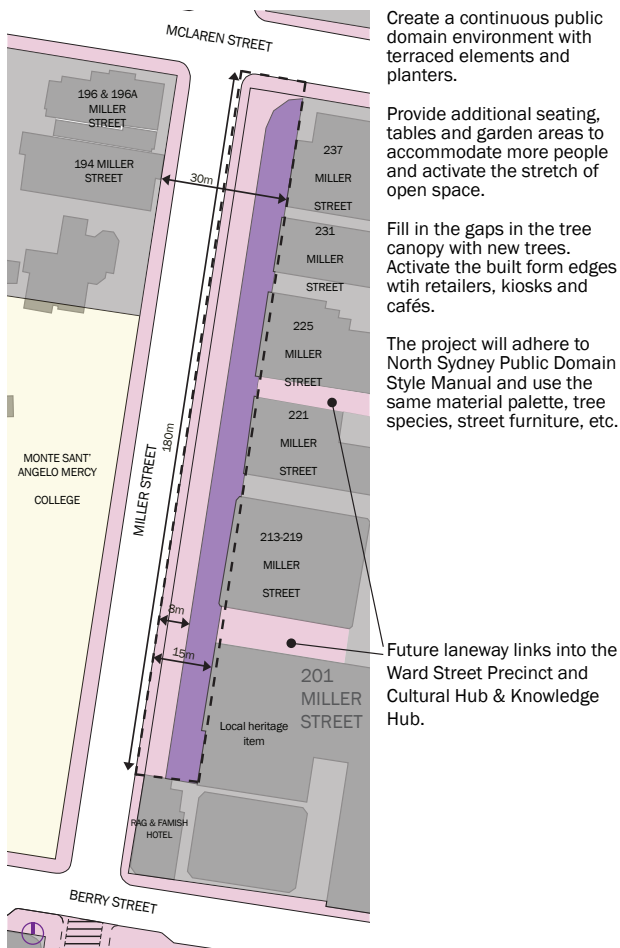 MCLAREN STREET
196 & 196A
MILLER
STREET
194 MILLER
STREET
30m
237
MILLER
STREET
231
MILLER
STREET
225
MILLER
STREET
221
MILLER
STREET
180m
MILLER STREET
MONTE SANT'
ANGELO MERCY
COLLEGE
213-219
MILLER
STREET
8m
15m
201
MILLER
STREET
Local heritage
item
RAG & FAMISH
HOTEL
BERRY STREET
Create a continuous public
domain environment with
terraced elements and
planters.
Provide additional seating,
tables and garden areas to
accommodate more people
and activate the stretch of
open space.
Fill in the gaps in the tree
canopy with new trees.
Activate the built form edges
wtih retailers, kiosks and
cafés.
The project will adhere to
North Sydney Public Domain
Style Manual and use the
same material palette, tree
species, street furniture, etc.
Future laneway links into the
Ward Street Precinct and
Cultural Hub & Knowledge
Hub.